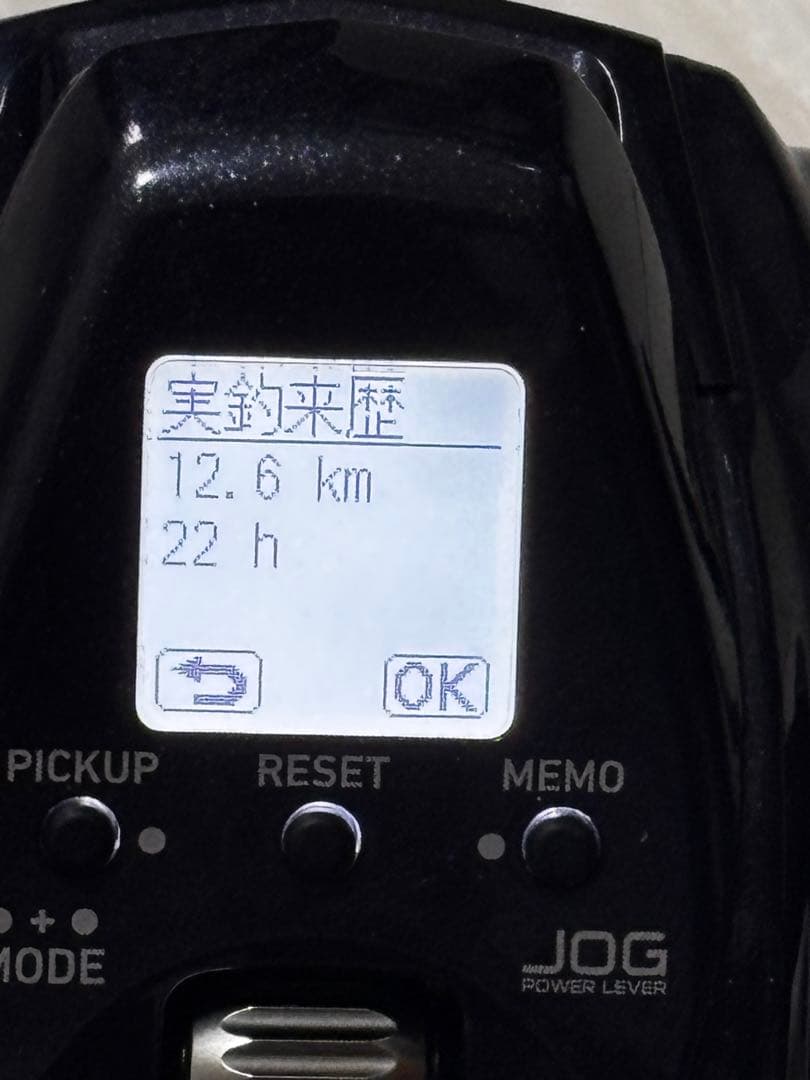 実釣来歴
12.6 km
22 h
OK
PICKUP RESET MEMO
+
MODE
JOG
POWER LEVER